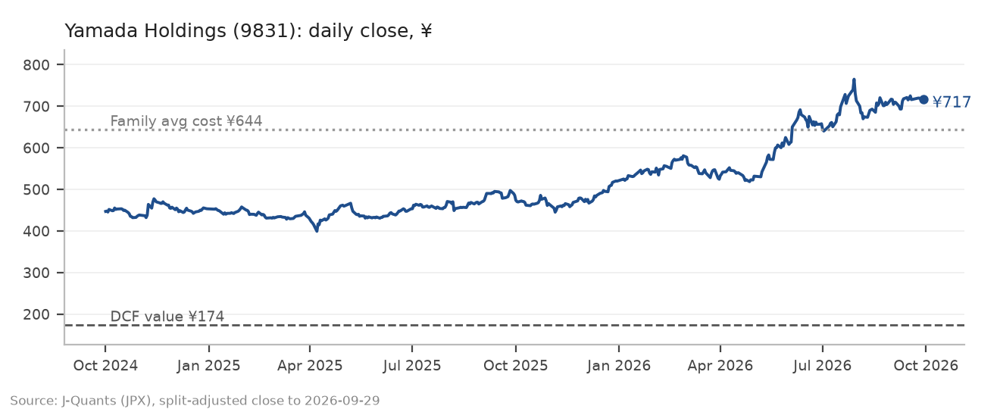 Yamada Holdings (9831): daily close, ¥
800
700
600
500
400
300
200
Family avg cost ¥644
¥717
DCF value ¥174
Oct 2024 Jan 2025 Apr 2025 Jul 2025 Oct 2025 Jan 2026 Apr 2026 Jul 2026 Oct 2026
Source: J-Quants (JPX), split-adjusted close to 2026-09-29